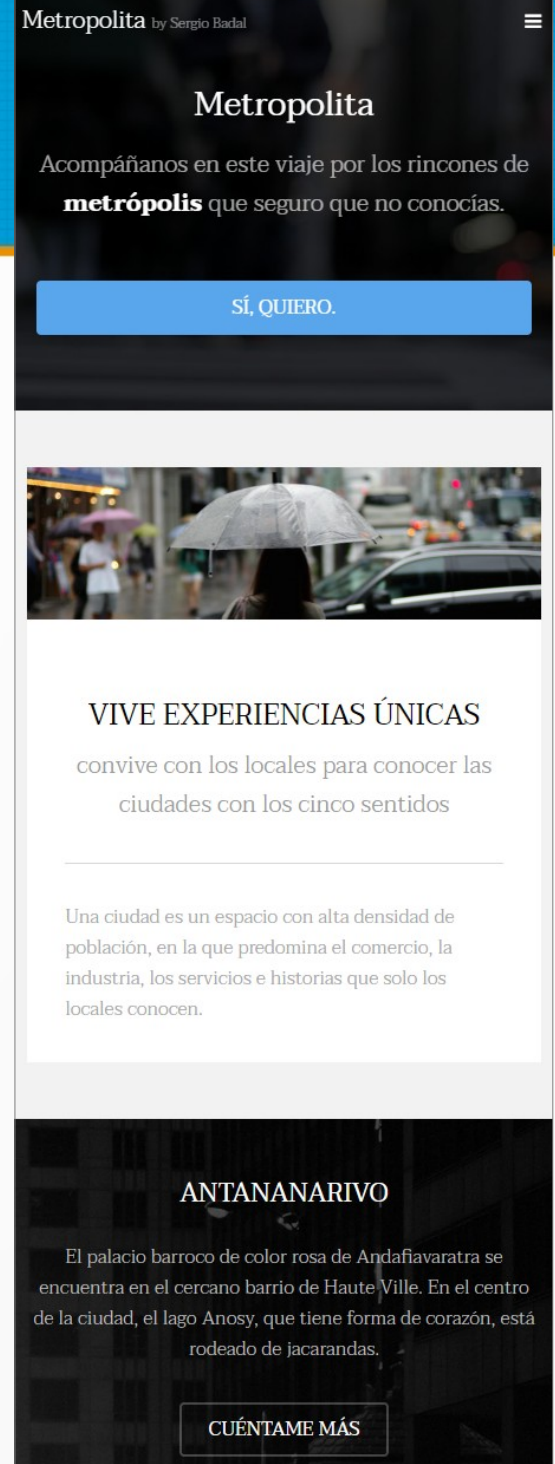 Metropolita by Sergio Badal
Metropolita
Acompáñanos en este viaje por los rincones de
metrópolis que seguro que no conocías.
SÍ, QUIERO.
VIVE EXPERIENCIAS ÚNICAS
convive con los locales para conocer las
ciudades con los cinco sentidos
Una ciudad es un espacio con alta densidad de
población, en la que predomina el comercio, la
industria, los servicios e historias que solo los
locales conocen.
ANTANANARIVO
El palacio barroco de color rosa de Andafiavaratra se
encuentra en el cercano barrio de Haute Ville. En el centro
de la ciudad, el lago Anosy, que tiene forma de corazón, está
rodeado de jacarandas.
CUÉNTAME MÁS